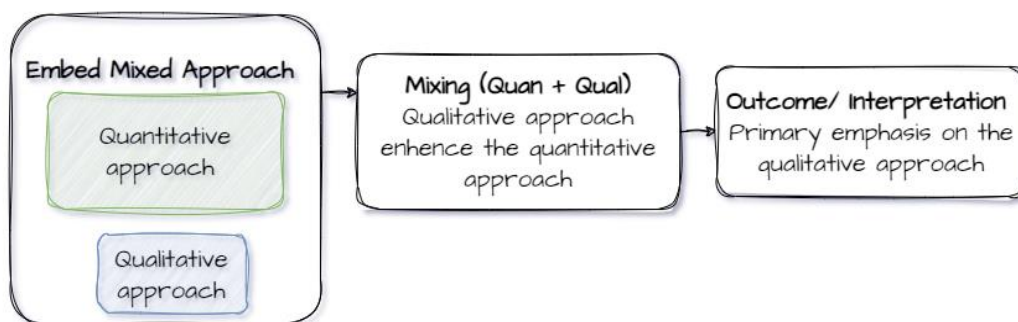 Embed Mixed Approach
Quantitative
approach
Qualitative
approach
Mixing (Quan + Qual)
Qualitative approach
enhence the quantitative
approach
Outcome/ Interpretation
Primary emphasis on the
qualitative approach